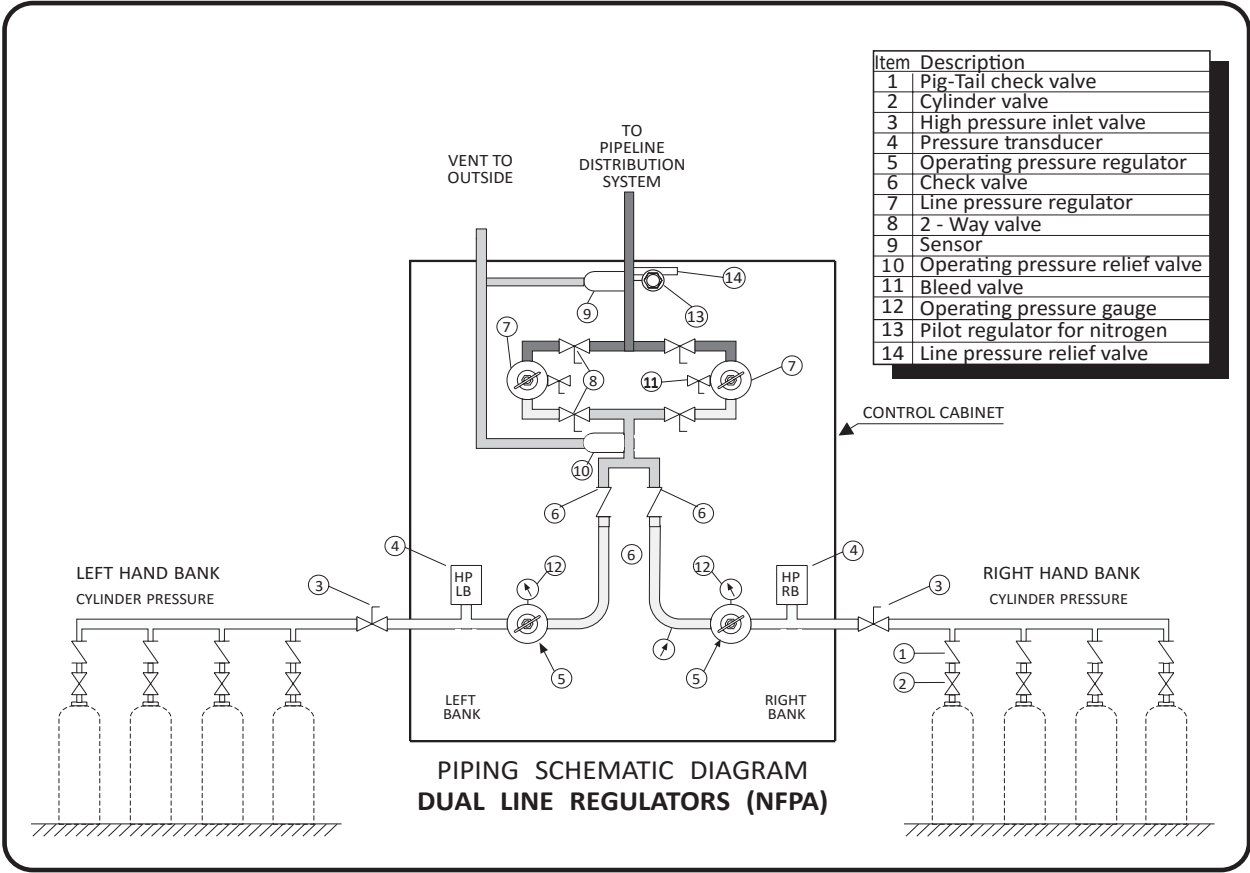 Item Description
1 Pig-Tail check valve
2 Cylinder valve
3 High pressure inlet valve
4 Pressure transducer
5 Operating pressure regulator
6 Check valve
7 Line pressure regulator
8 2 - Way valve
9 Sensor
10 Operating pressure relief valve
11 Bleed valve
12 Operating pressure gauge
13 Pilot regulator for nitrogen
14 Line pressure relief valve
TO
PIPELINE
DISTRIBUTION
SYSTEM
VENT TO
OUTSIDE
14
9
13
7
8
11
7
CONTROL CABINET
10
6
6
4
12
6
12
4
LEFT HAND BANK
CYLINDER PRESSURE
3
HP
LB
HP
RB
3
RIGHT HAND BANK
CYLINDER PRESSURE
1
5
5
2
LEFT
BANK
RIGHT
BANK
PIPING SCHEMATIC DIAGRAM
DUAL LINE REGULATORS (NFPA)